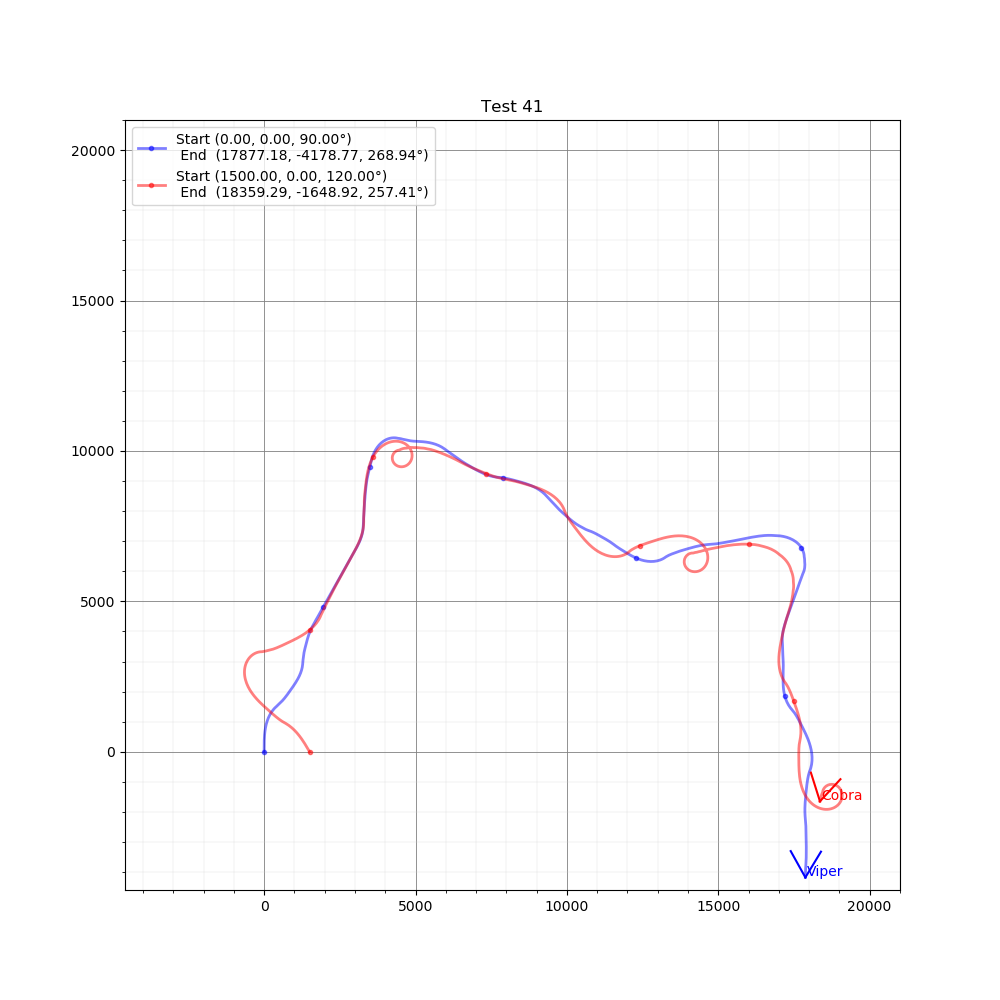 Test 41
Start (0.00, 0.00, 90.00°)
End  (17877.18, -4178.77, 268.94°)
Start (1500.00, 0.00, 120.00°)
End  (18359.29, -1648.92, 257.41°)
20000
15000
10000
5000
0
Cobra
Viper
0
5000
10000
15000
20000